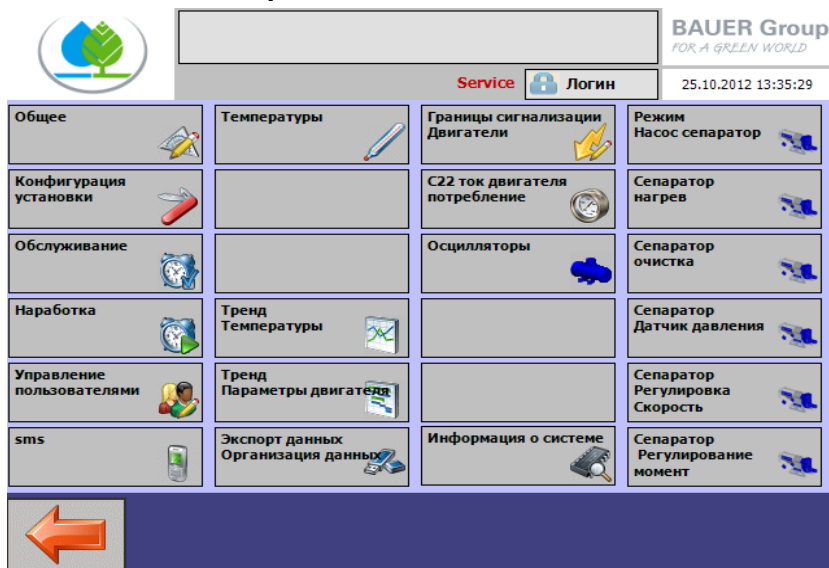 BAUER Group
FOR A GREEN WORLD
Service
Логин
25.10.2012 13:35:29
Общее
Температуры
Границы сигнализации
Двигатели
Режим
Насос сепаратор
Конфигурация
установки
C22 ток двигателя
потребление
Сепаратор
нагрев
Обслуживание
Осцилляторы
Сепаратор
очистка
Наработка
Тренд
Температуры
Сепаратор
Датчик давления
Управление
пользователями
Тренд
Параметры двигателя
Сепаратор
Регулировка
Скорость
sms
Экспорт данных
Организация данных
Информация о системе
Сепаратор
Регулирование
момент